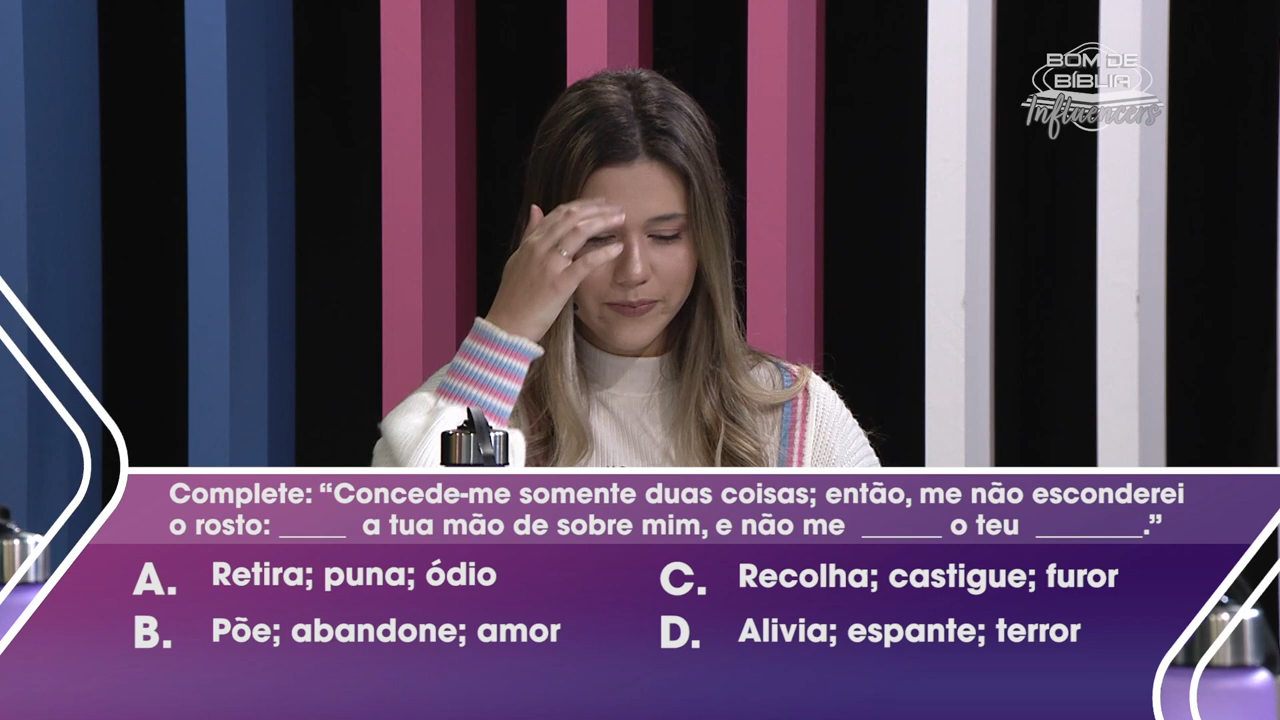 BOM DE
BÍBLIA
Influencers
Complete: “Concede-me somente duas coisas; então, me não esconderei
o rosto: _____ a tua mão de sobre mim, e não me ______ o teu ________.”
A. Retira; puna; ódio
B. Põe; abandone; amor
C. Recolha; castigue; furor
D. Alivia; espante; terror